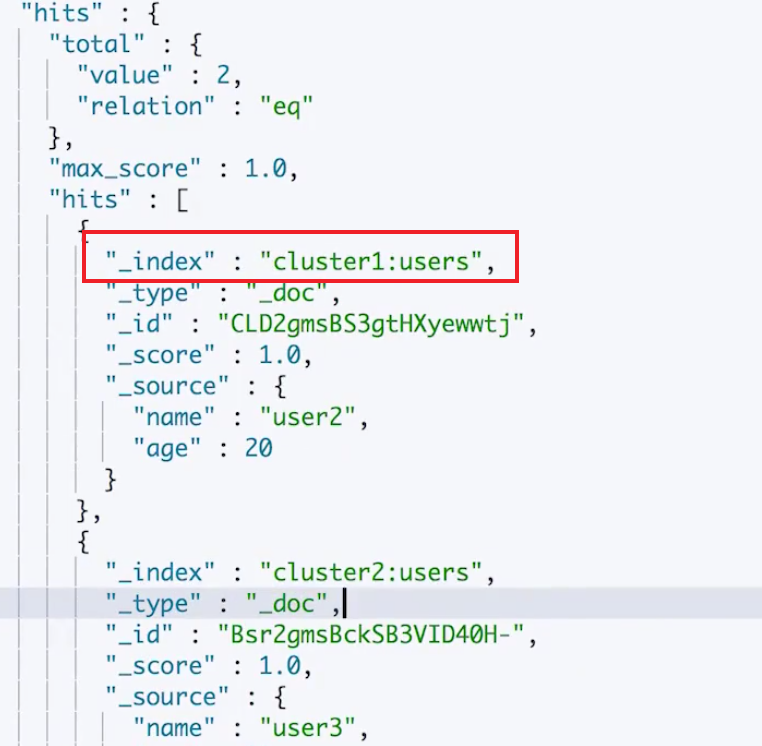 "hits" : {
"total" : {
"value" : 2,
"relation" : "eq"
},
"max_score" : 1.0,
"hits" : [
{
"_index" : "cluster1:users",
"_type" : "_doc",
"_id" : "CLD2gmsBS3gtHXyewwtj",
"_score" : 1.0,
"_source" : {
"name" : "user2",
"age" : 20
}
},
{
"_index" : "cluster2:users",
"_type" : "_doc",
"_id" : "Bsr2gmsBckSB3VID40H-",
"_score" : 1.0,
"_source" : {
"name" : "user3",